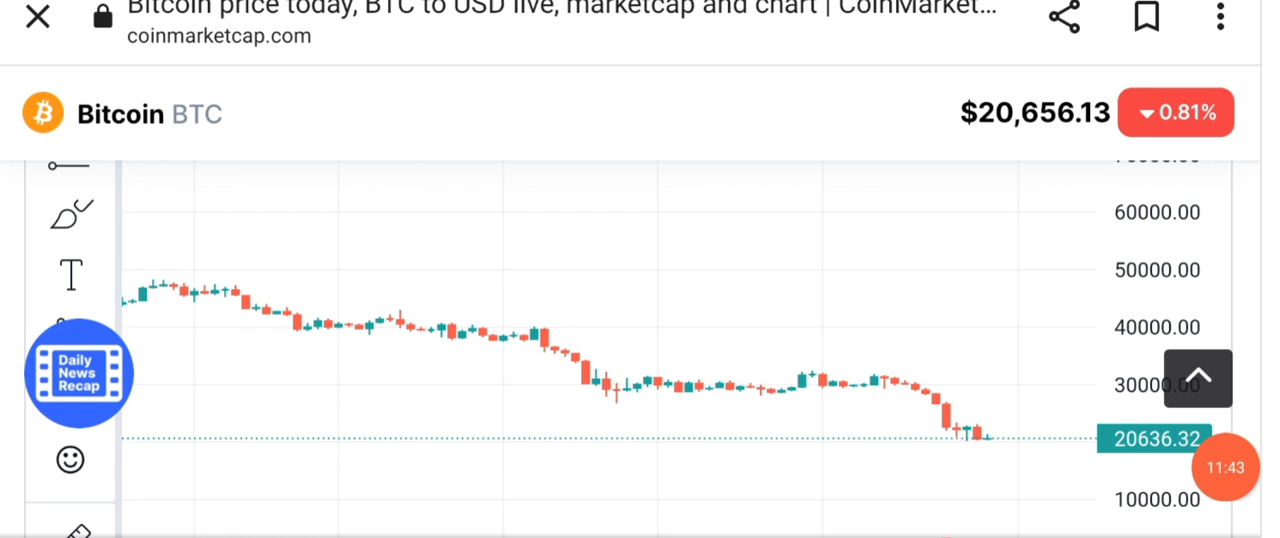 Bitcoin price today, BTC to USD live, marketcap and chart | CoinMarket...
coinmarketcap.com
Bitcoin BTC
$20,656.13
0.81%
60000.00
T
50000.00
40000.00
Daily
News
Recap
30000.00
20636.32
11:43
10000.00